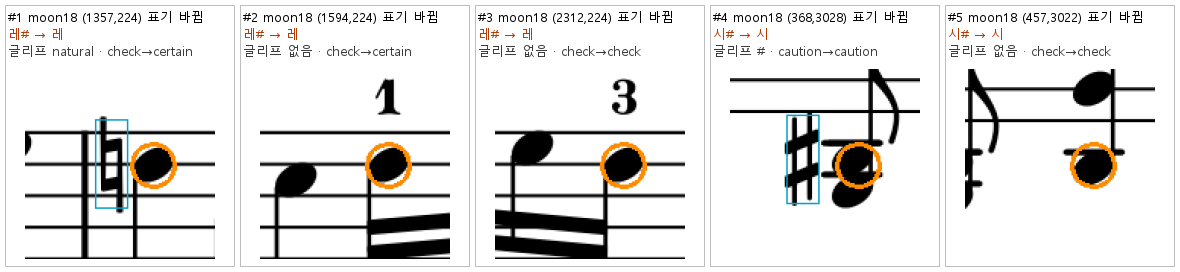 #1 moon18 (1357,224) 표기 바뀜
레# → 레
글리프 natural · check→certain
#2 moon18 (1594,224) 표기 바뀜
레# → 레
글리프 없음 · check→certain
1
#3 moon18 (2312,224) 표기 바뀜
레# → 레
글리프 없음 · check→check
3
#4 moon18 (368,3028) 표기 바뀜
시# → 시
글리프 # · caution→caution
#5 moon18 (457,3022) 표기 바뀜
시# → 시
글리프 없음 · check→check